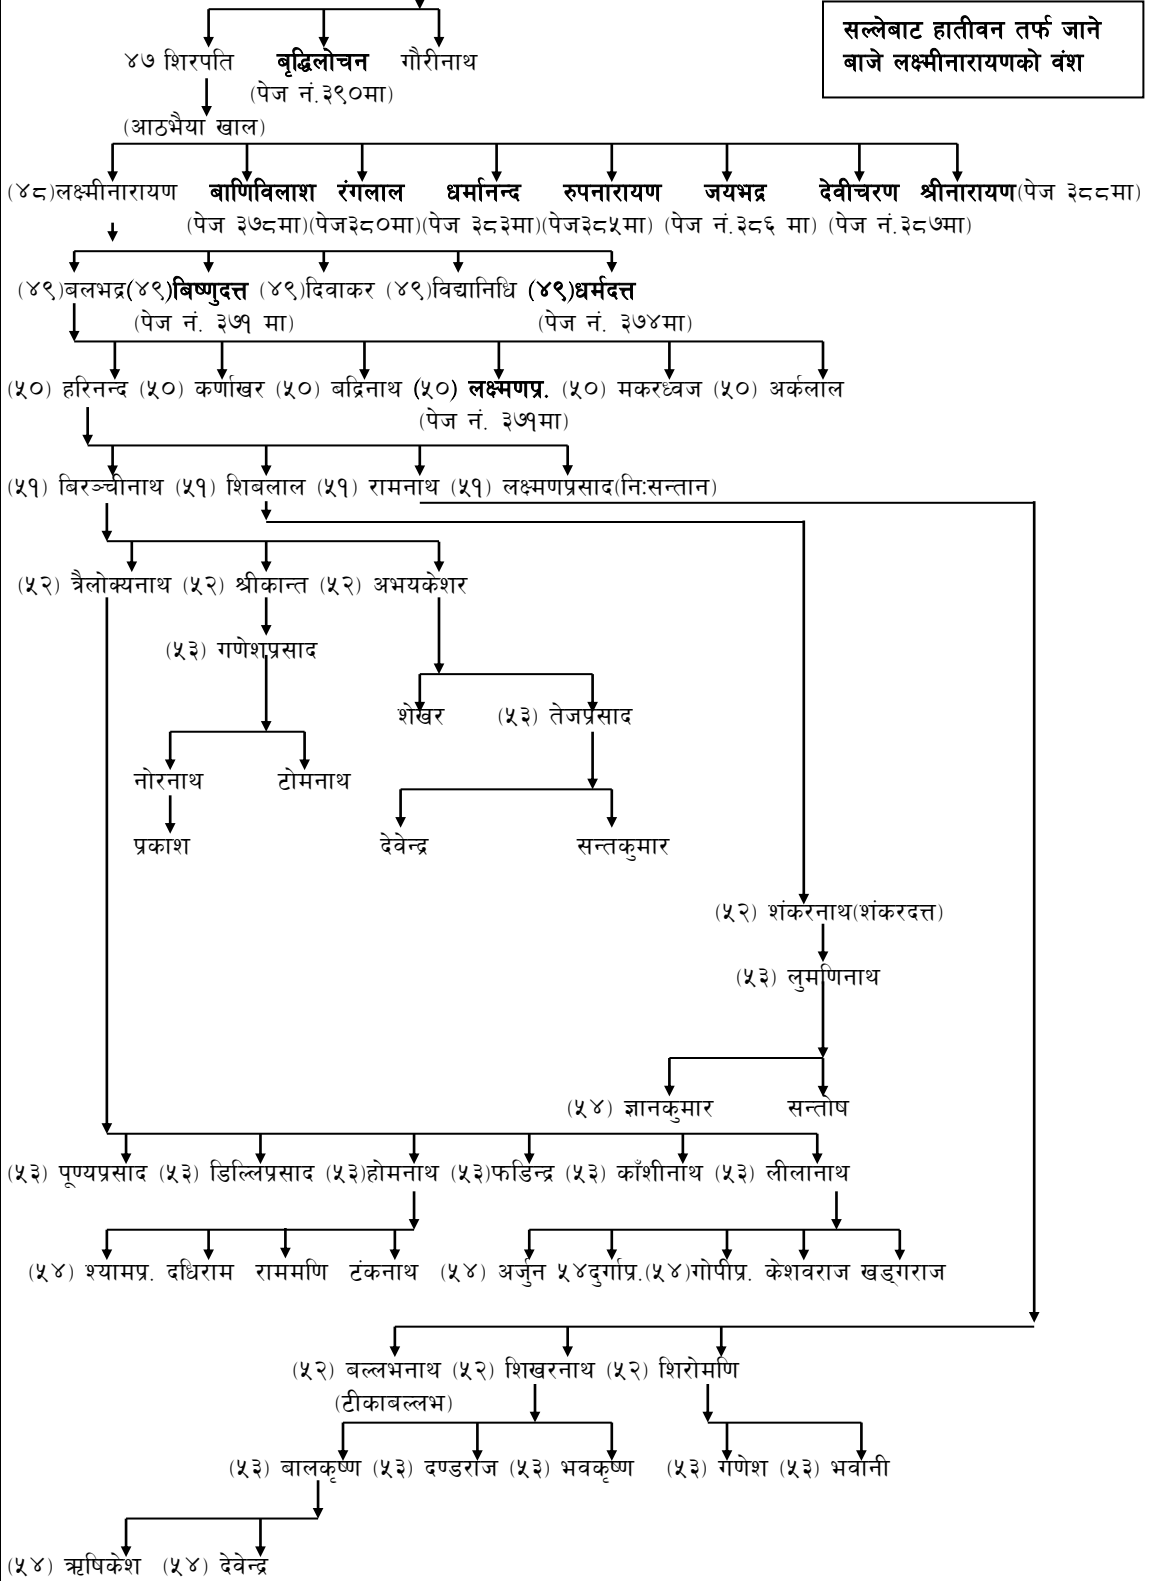 सल्लेबाट हातीवन तर्फ जाने
बाजे लक्ष्मीनारायणको वंश
४७ शिरपति बृद्धिलोचन गौरीनाथ
(पेज नं.३९०मा)
(आठभैया खाल)
(४८)लक्ष्मीनारायण बाणिविलाश रंगलाल धर्मानन्द रुपनारायण जयभद्र देवीचरण श्रीनारायण(पेज ३८८मा)
(पेज ३७८मा)(पेज३८०मा)(पेज ३८३मा)(पेज३८५मा) (पेज नं.३८६ मा) (पेज नं.३८७मा)
(४९)बलभद्र(४९)बिष्णुदत्त (४९)दिवाकर (४९)विद्यानिधि (४९)धर्मदत्त
(पेज नं. ३७१ मा) (पेज नं. ३७४मा)
(५०) हरिनन्द (५०) कर्णाखर (५०) बद्रिनाथ (५०) लक्ष्मणप्र. (५०) मकरध्वज (५०) अर्कलाल
(पेज नं. ३७१मा)
(५१) बिरञ्चीनाथ (५१) शिबलाल (५१) रामनाथ (५१) लक्ष्मणप्रसाद(नि:सन्तान)
(५२) त्रैलोक्यनाथ (५२) श्रीकान्त (५२) अभयकेशर
(५३) गणेशप्रसाद
शेखर (५३) तेजप्रसाद
नोरनाथ टोमनाथ
प्रकाश देवेन्द्र सन्तकुमार
(५२) शंकरनाथ(शंकरदत्त)
(५३) लुमणिनाथ
(५४) ज्ञानकुमार सन्तोष
(५३) पूण्यप्रसाद (५३) डिल्लिप्रसाद (५३)होमनाथ (५३)फडिन्द्र (५३) काँशीनाथ (५३) लीलानाथ
(५४) श्यामप्र. दधिराम राममणि टंकनाथ (५४) अर्जुन ५४दुर्गाप्र.(५४)गोपीप्र. केशवराज खड्गराज
(५२) बल्लभनाथ (५२) शिखरनाथ (५२) शिरोमणि
(टीकाबल्लभ)
(५३) बालकृष्ण (५३) दण्डराज (५३) भवकृष्ण (५३) गणेश (५३) भवानी
(५४) ऋषिकेश (५४) देवेन्द्र